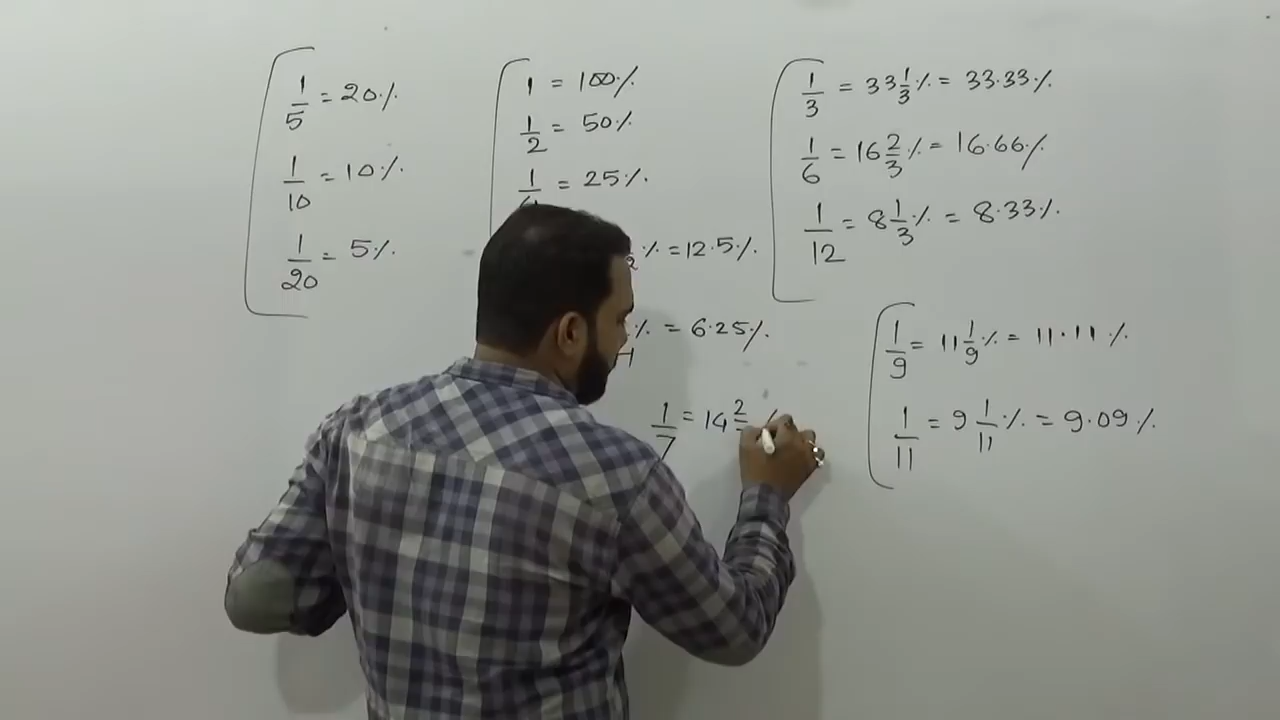 1/5 = 20%
1/10 = 10%
1/20 = 5%
1 = 100%
1/2 = 50%
1/4 = 25%
% = 12.5%
% = 6.25%
1/7 = 14 2
1/3 = 33 1/3 % = 33.33%
1/6 = 16 2/3 % = 16.66%
1/12 = 8 1/3 % = 8.33%
1/9 = 11 1/9 % = 11.11 %
1/11 = 9 1/11 % = 9.09 %